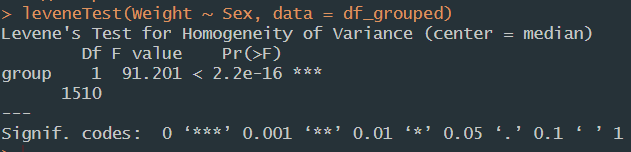 > leveneTest(Weight ~ Sex, data = df_grouped)
Levene's Test for Homogeneity of Variance (center = median)
        Df F value    Pr(>F)
group    1  91.201 < 2.2e-16 ***
      1510
---
Signif. codes:  0 ‘***’ 0.001 ‘**’ 0.01 ‘*’ 0.05 ‘.’ 0.1 ‘ ’ 1